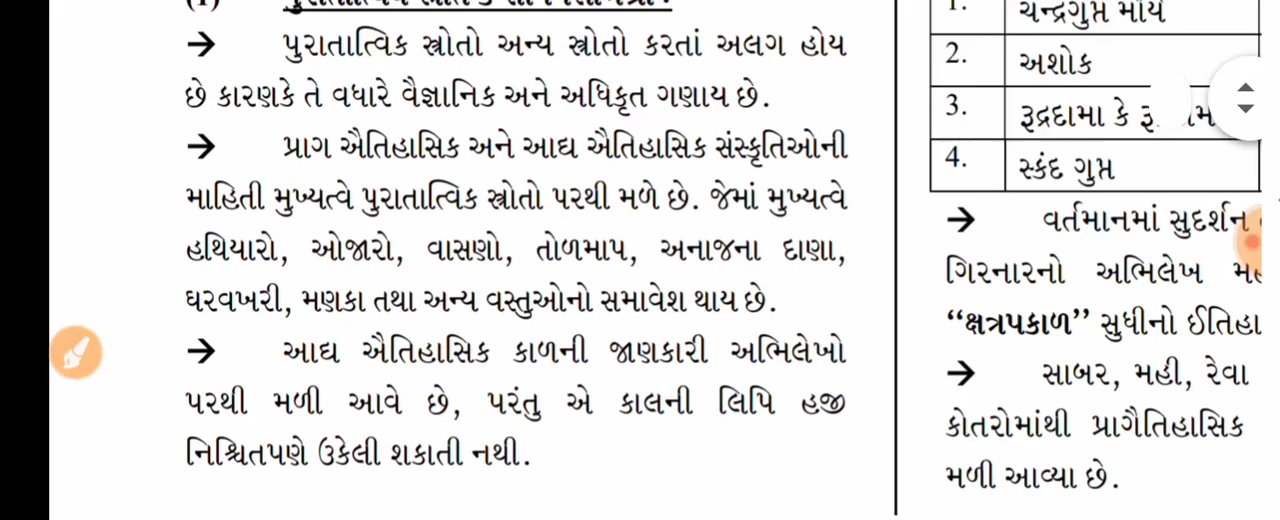 (1) પુરાતાત્વિક
→ પુરાતાત્વિક સ્ત્રોતો અન્ય સ્ત્રોતો કરતાં અલગ હોય
છે કારણકે તે વધારે વૈજ્ઞાનિક અને અધિકૃત ગણાય છે.
→ પ્રાગ ઐતિહાસિક અને આદ્ય ઐતિહાસિક સંસ્કૃતિઓની
માહિતી મુખ્યત્વે પુરાતાત્વિક સ્ત્રોતો પરથી મળે છે. જેમાં મુખ્યત્વે
હથિયારો, ઓજારો, વાસણો, તોળમાપ, અનાજના દાણા,
ઘરવખરી, મણકા તથા અન્ય વસ્તુઓનો સમાવેશ થાય છે.
→ આદ્ય ઐતિહાસિક કાળની જાણકારી અભિલેખો
પરથી મળી આવે છે, પરંતુ એ કાલની લિપિ હજી
નિશ્ચિતપણે ઉકેલી શકાતી નથી.
1. ચન્દ્રગુપ્ત મૌર્ય
2. અશોક
3. રૂદ્રદામા કે
4. સ્કંદ ગુપ્ત
→ વર્તમાનમાં સુદર્શન
ગિરનારનો અભિલેખ
“ક્ષત્રપકાળ” સુધીનો
→ સાબર, મહી, રેવા
કોતરોમાંથી પ્રાગૈતિહાસિક
મળી આવ્યા છે.